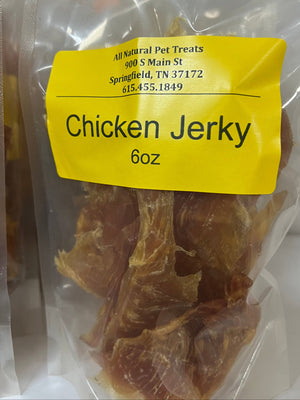 All Natural Pet Treats
900 S Main St
Springfield, TN 37172
615.455.1849
Chicken Jerky
6oz